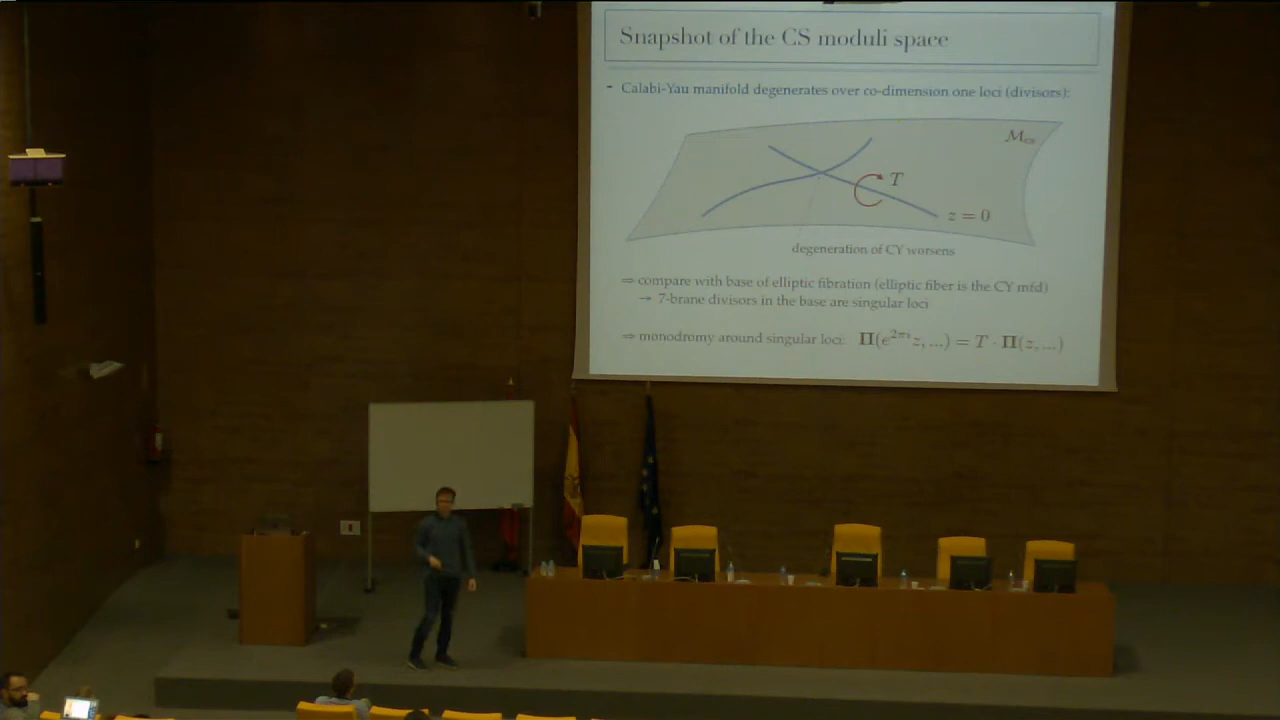 Snapshot of the CS moduli space
- Calabi-Yau manifold degenerates over co-dimension one loci (divisors):
M_cs
T
z = 0
degeneration of CY worsens
⇒ compare with base of elliptic fibration (elliptic fiber is the CY mfd)
→ 7-brane divisors in the base are singular loci
⇒ monodromy around singular loci: Π(e^{2πi}z, ...) = T · Π(z, ...)